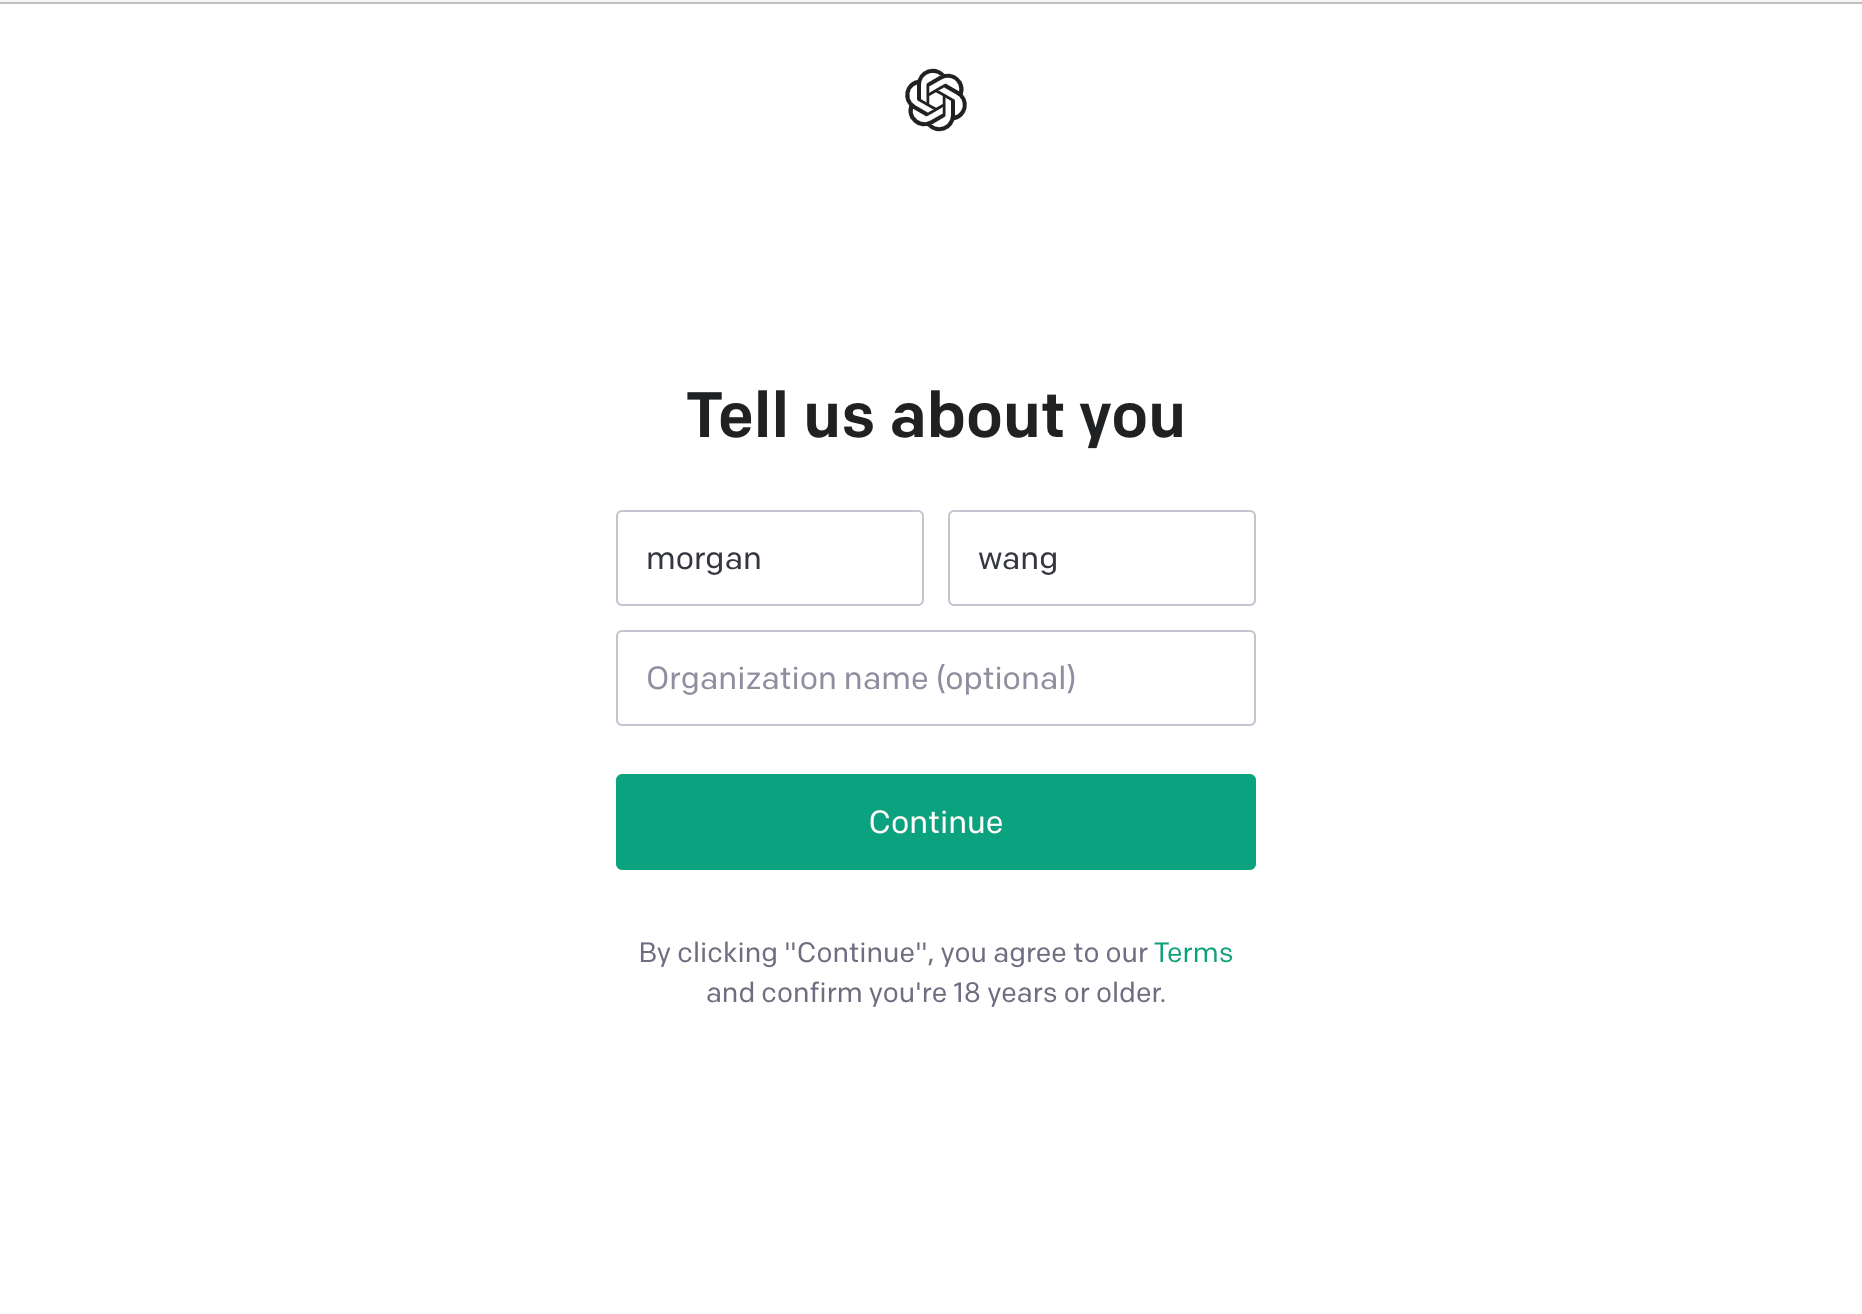 Tell us about you
morgan wang
Organization name (optional)
Continue
By clicking "Continue", you agree to our Terms
and confirm you're 18 years or older.